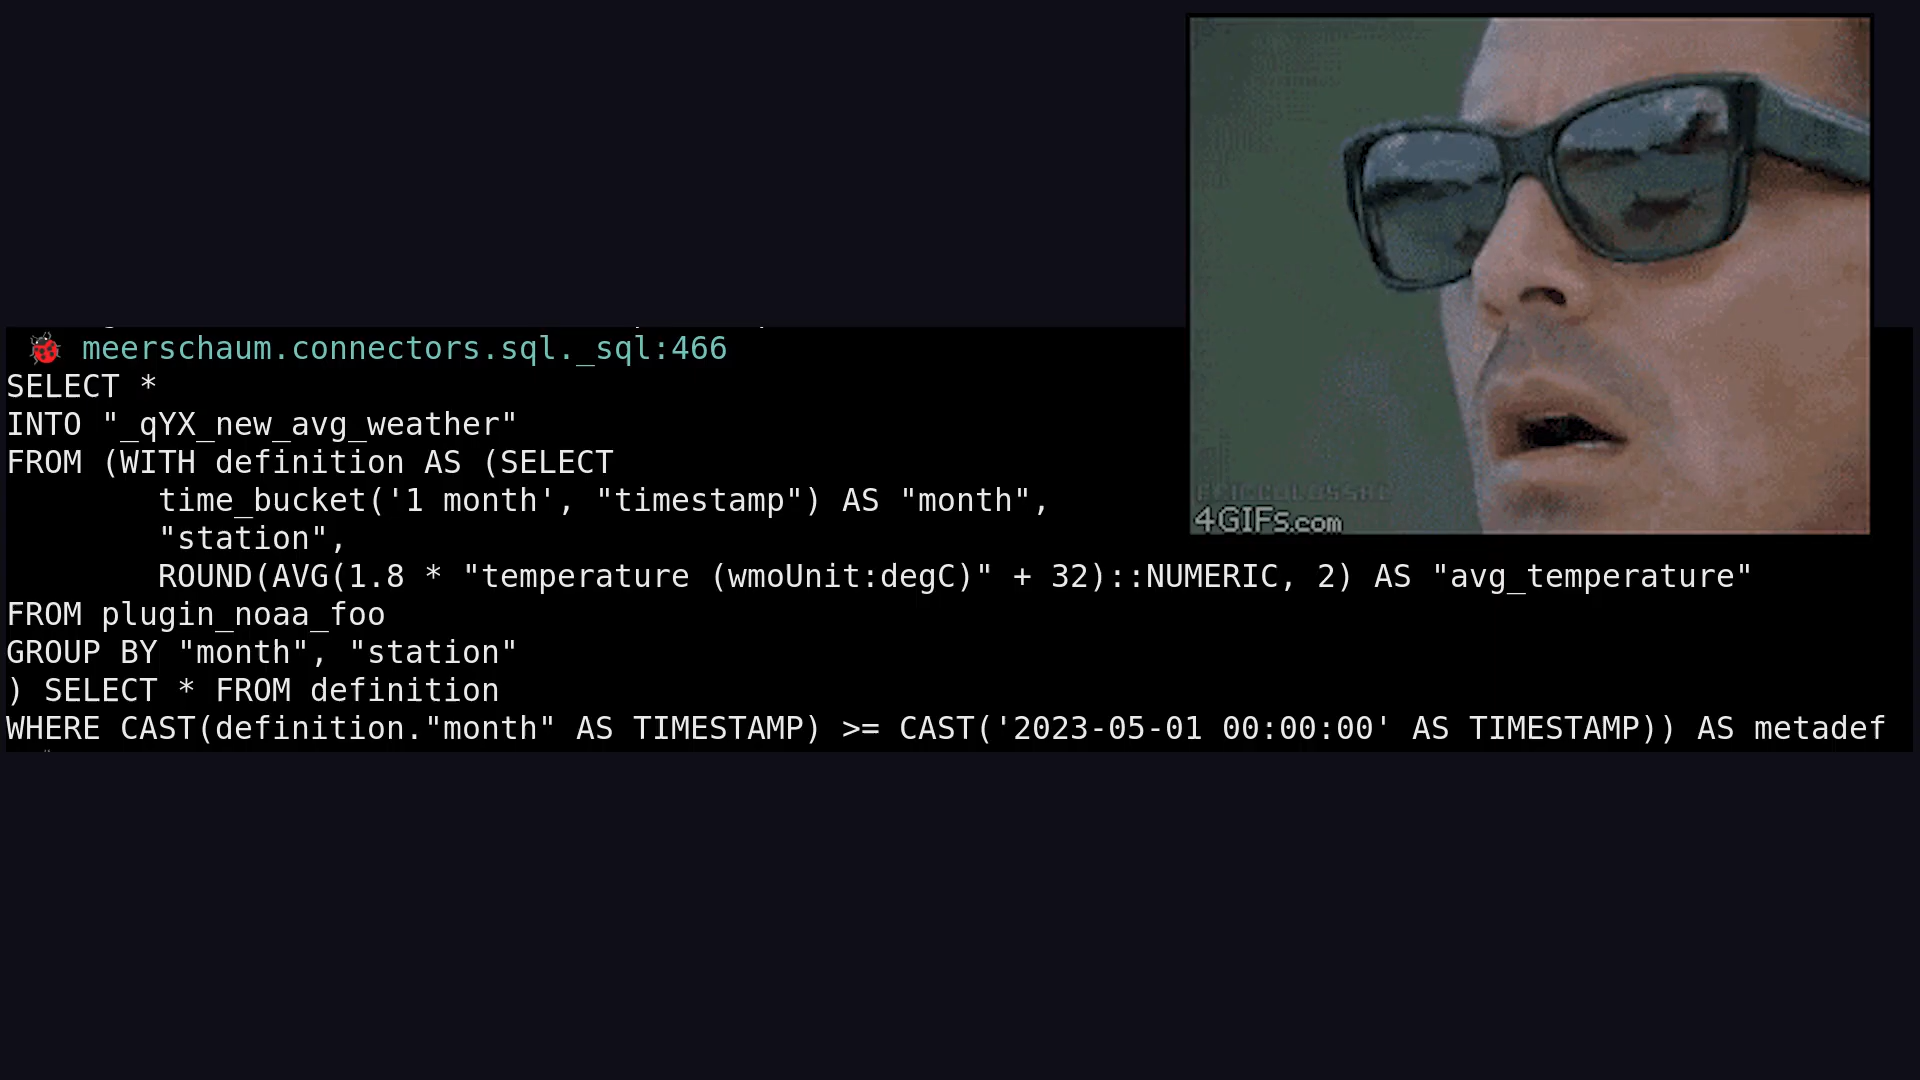 meerschaum.connectors.sql._sql:466
SELECT *
INTO "_qYX_new_avg_weather"
FROM (WITH definition AS (SELECT
        time_bucket('1 month', "timestamp") AS "month",
        "station",
        ROUND(AVG(1.8 * "temperature (wmoUnit:degC)" + 32)::NUMERIC, 2) AS "avg_temperature"
FROM plugin_noaa_foo
GROUP BY "month", "station"
) SELECT * FROM definition
WHERE CAST(definition."month" AS TIMESTAMP) >= CAST('2023-05-01 00:00:00' AS TIMESTAMP)) AS metadef
4GIFs.com